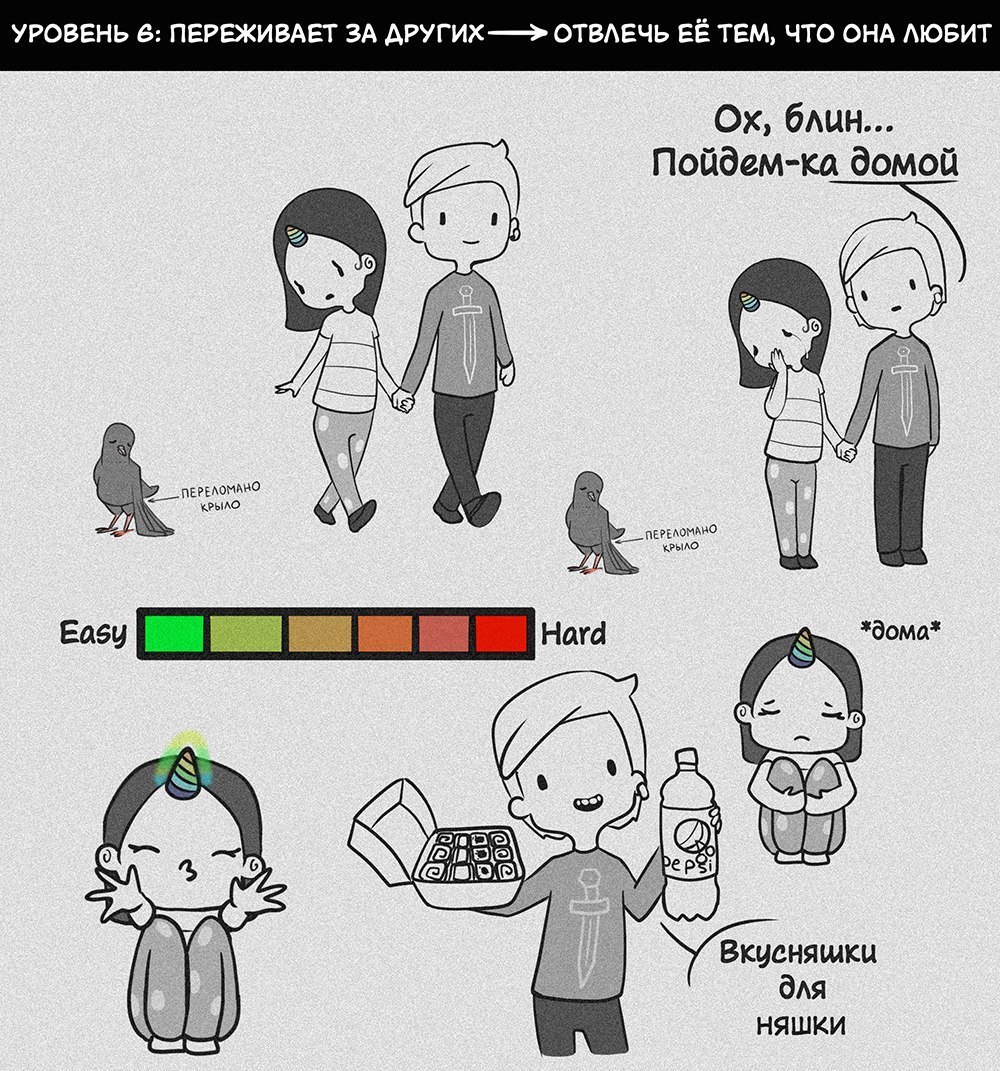 УРОВЕНЬ 6: ПЕРЕЖИВАЕТ ЗА ДРУГИХ → ОТВЛЕЧЬ ЕЁ ТЕМ, ЧТО ОНА ЛЮБИТ
Ох, блин...
Пойдем-ка домой
ПЕРЕЛОМАНО
КРЫЛО
ПЕРЕЛОМАНО
КРЫЛО
Easy
Hard
*дома*
pepsi
Вкусняшки
для
няшки